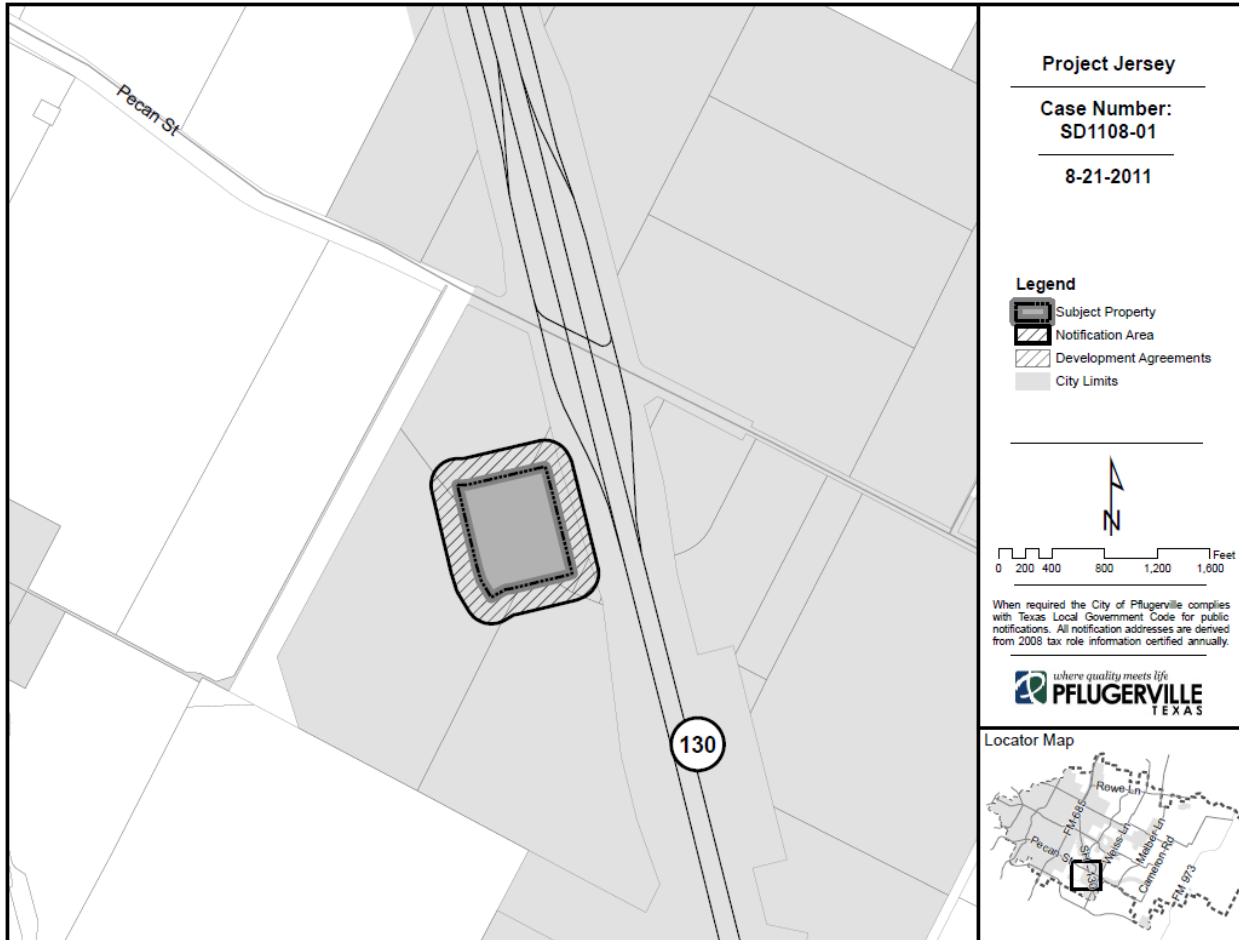 Pecan St
130
Project Jersey
Case Number:
SD1108-01
8-21-2011
Legend
Subject Property
Notification Area
Development Agreements
City Limits
N
Feet
0 200 400 800 1,200 1,600
When required the City of Pflugerville complies
with Texas Local Government Code for public
notifications. All notification addresses are derived
from 2008 tax role information certified annually.
where quality meets life
PFLUGERVILLE
TEXAS
Locator Map
Rowe Ln
FM 685
Weiss Ln
Melber Ln
Pecan St
Cameron Rd
FM 973